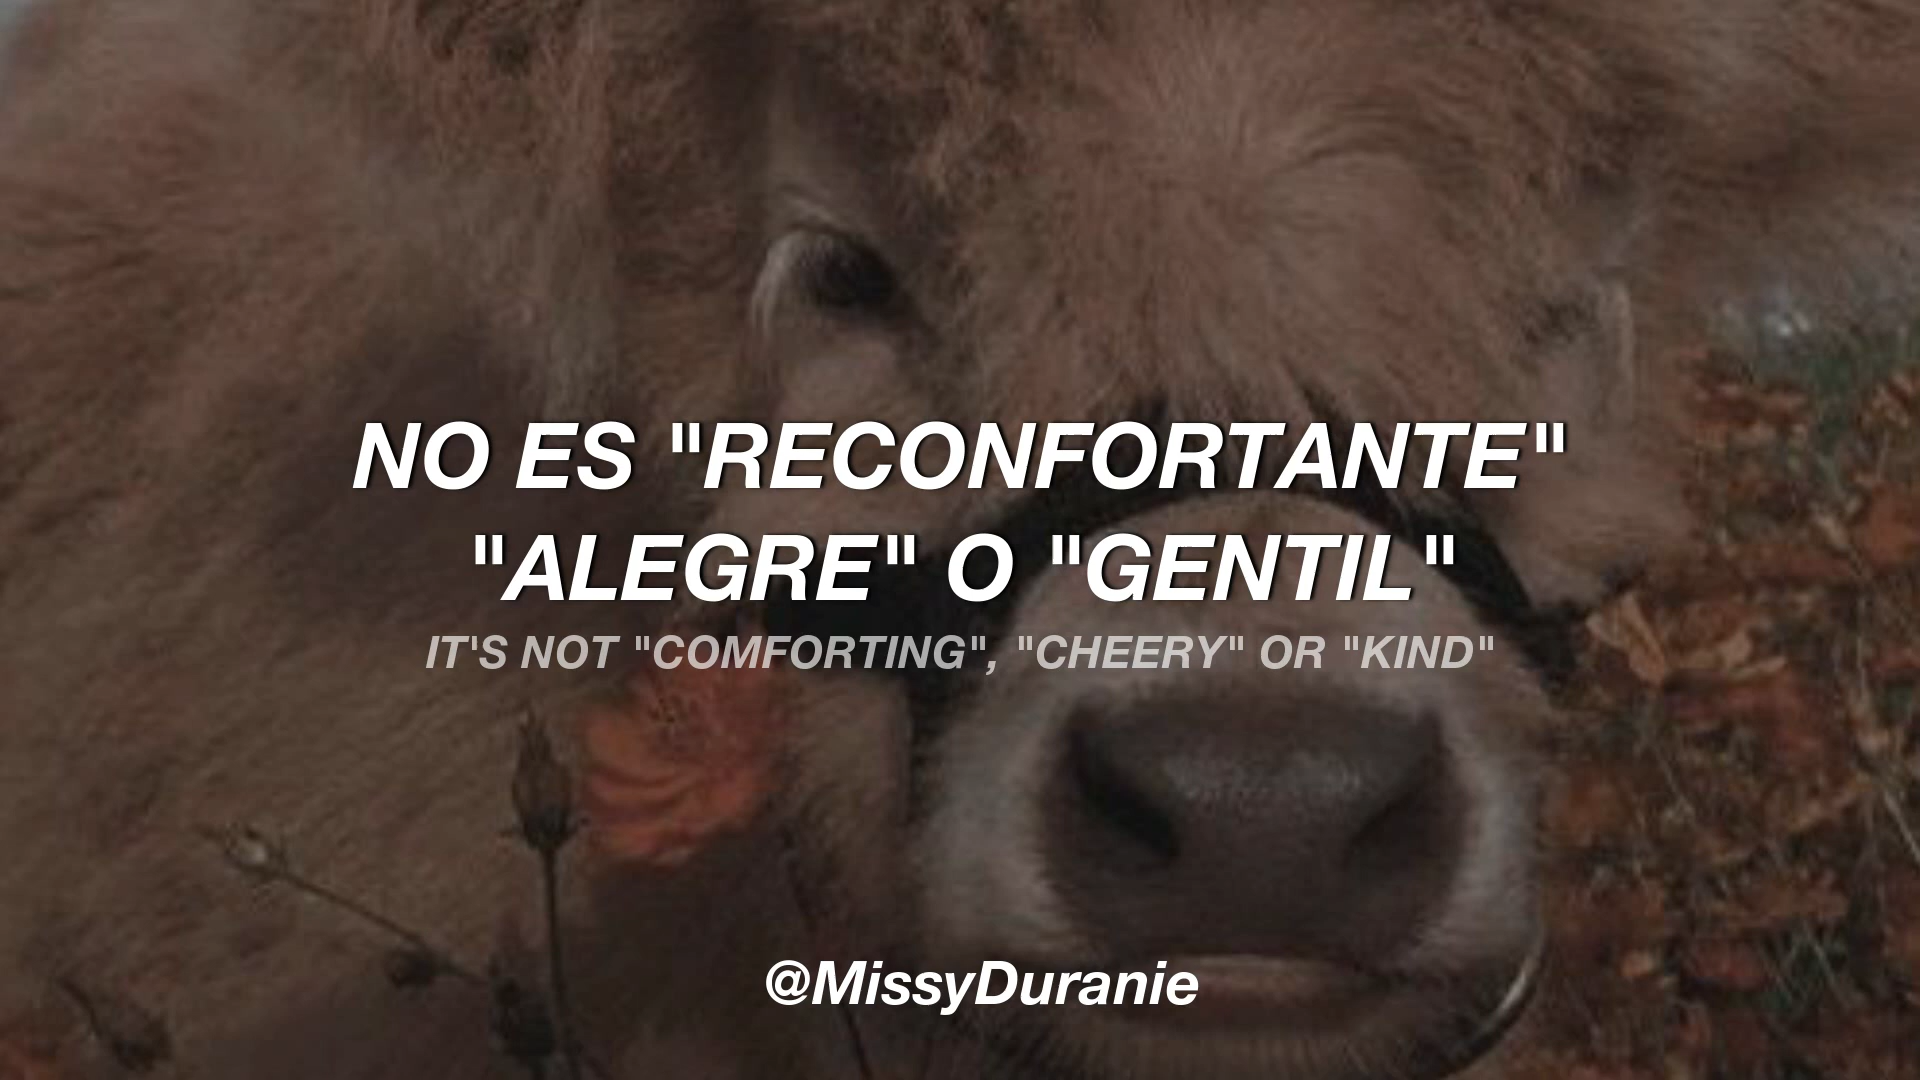 NO ES "RECONFORTANTE"
"ALEGRE" O "GENTIL"
IT'S NOT "COMFORTING", "CHEERY" OR "KIND"
@MissyDuranie